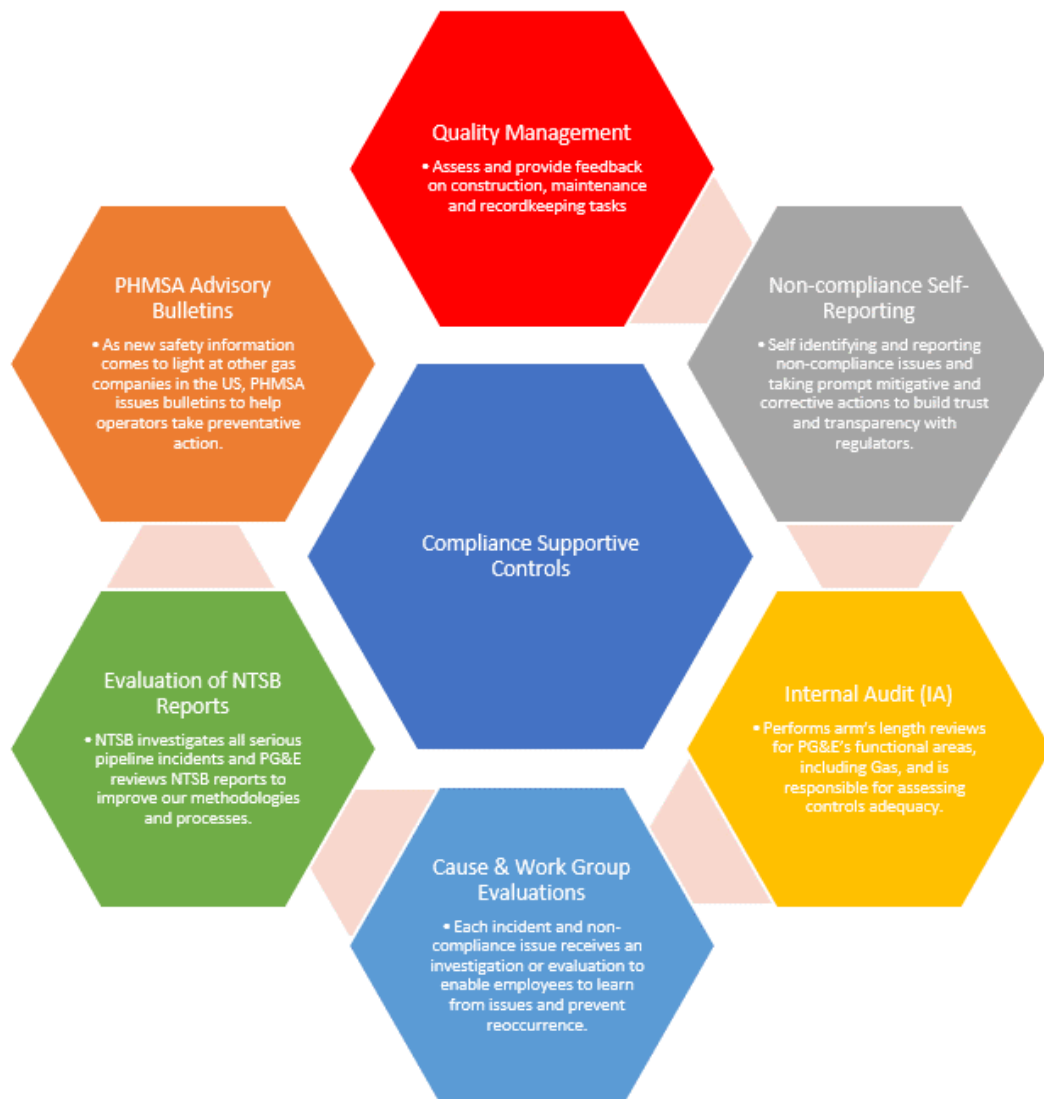 Quality Management
• Assess and provide feedback
on construction, maintenance
and recordkeeping tasks
PHMSA Advisory
Bulletins
• As new safety information
comes to light at other gas
companies in the US, PHMSA
issues bulletins to help
operators take preventative
action.
Non-compliance Self-
Reporting
• Self identifying and reporting
non-compliance issues and
taking prompt mitigative and
corrective actions to build trust
and transparency with
regulators.
Compliance Supportive
Controls
Evaluation of NTSB
Reports
• NTSB investigates all serious
pipeline incidents and PG&E
reviews NTSB reports to
improve our methodologies
and processes.
Internal Audit (IA)
• Performs arm's length reviews
for PG&E's functional areas,
including Gas, and is
responsible for assessing
controls adequacy.
Cause & Work Group
Evaluations
• Each incident and non-
compliance issue receives an
investigation or evaluation to
enable employees to learn
from issues and prevent
reoccurrence.